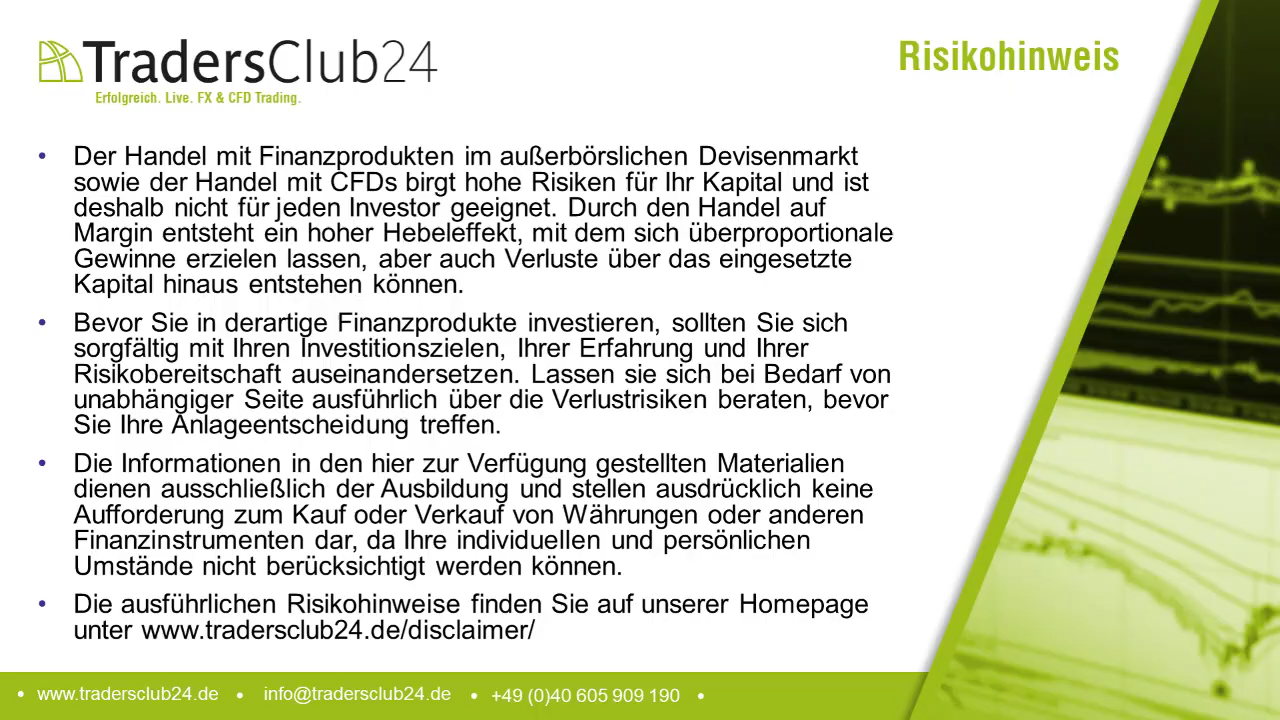 TradersClub24
Erfolgreich. Live. FX & CFD Trading.
Risikohinweis
• Der Handel mit Finanzprodukten im außerbörslichen Devisenmarkt
sowie der Handel mit CFDs birgt hohe Risiken für Ihr Kapital und ist
deshalb nicht für jeden Investor geeignet. Durch den Handel auf
Margin entsteht ein hoher Hebeleffekt, mit dem sich überproportionale
Gewinne erzielen lassen, aber auch Verluste über das eingesetzte
Kapital hinaus entstehen können.
• Bevor Sie in derartige Finanzprodukte investieren, sollten Sie sich
sorgfältig mit Ihren Investitionszielen, Ihrer Erfahrung und Ihrer
Risikobereitschaft auseinandersetzen. Lassen sie sich bei Bedarf von
unabhängiger Seite ausführlich über die Verlustrisiken beraten, bevor
Sie Ihre Anlageentscheidung treffen.
• Die Informationen in den hier zur Verfügung gestellten Materialien
dienen ausschließlich der Ausbildung und stellen ausdrücklich keine
Aufforderung zum Kauf oder Verkauf von Währungen oder anderen
Finanzinstrumenten dar, da Ihre individuellen und persönlichen
Umstände nicht berücksichtigt werden können.
• Die ausführlichen Risikohinweise finden Sie auf unserer Homepage
unter www.tradersclub24.de/disclaimer/
• www.tradersclub24.de • info@tradersclub24.de • +49 (0)40 605 909 190 •